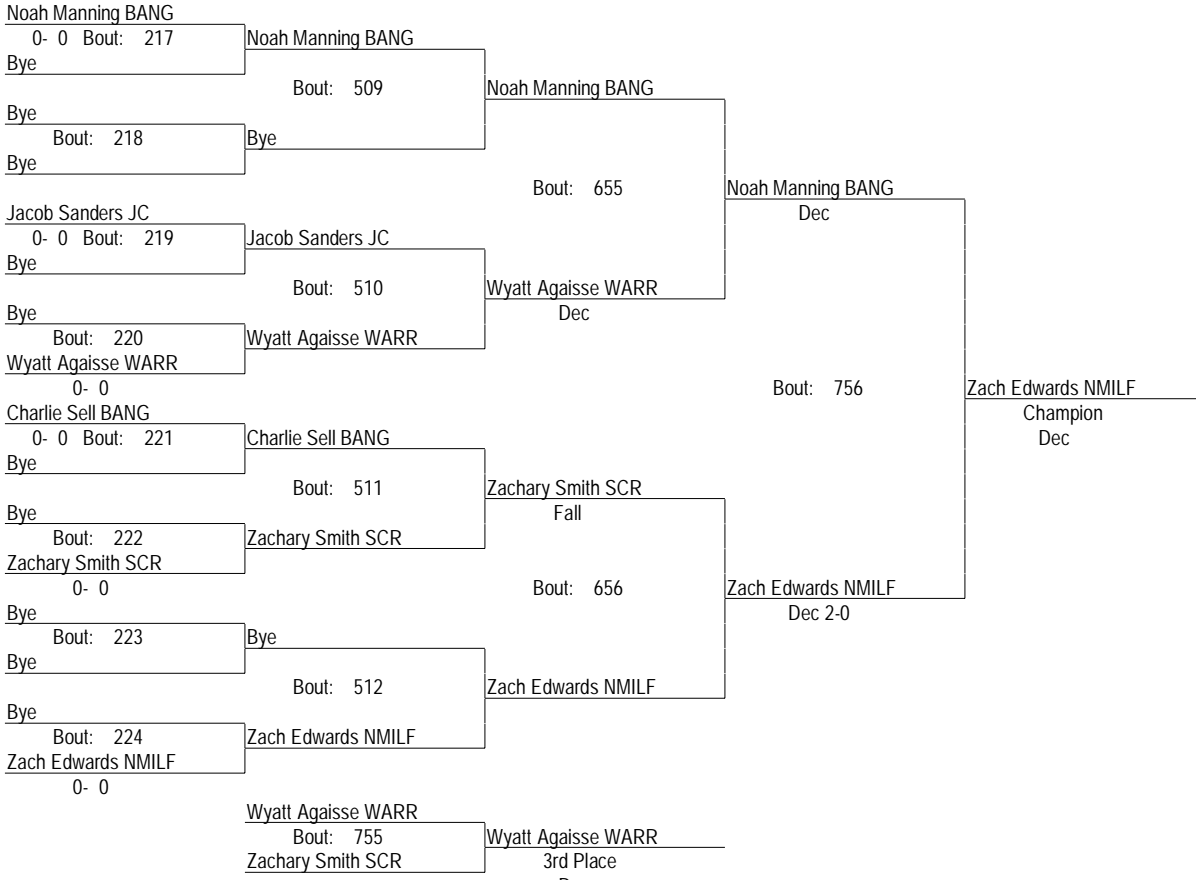 Noah Manning BANG
0- 0 Bout: 217
Noah Manning BANG
Bye
Bout: 509
Noah Manning BANG
Bye
Bout: 218
Bye
Bye
Bout: 655
Noah Manning BANG
Jacob Sanders JC
Dec
0- 0 Bout: 219
Jacob Sanders JC
Bye
Bout: 510
Wyatt Agaisse WARR
Bye
Dec
Bout: 220
Wyatt Agaisse WARR
Wyatt Agaisse WARR
0- 0
Bout: 756
Zach Edwards NMILF
Charlie Sell BANG
Champion
0- 0 Bout: 221
Charlie Sell BANG
Dec
Bye
Bout: 511
Zachary Smith SCR
Bye
Fall
Bout: 222
Zachary Smith SCR
Zachary Smith SCR
0- 0
Bout: 656
Zach Edwards NMILF
Bye
Dec 2-0
Bout: 223
Bye
Bye
Bout: 512
Zach Edwards NMILF
Bye
Bout: 224
Zach Edwards NMILF
Zach Edwards NMILF
0- 0
Wyatt Agaisse WARR
Bout: 755
Wyatt Agaisse WARR
Zachary Smith SCR
3rd Place